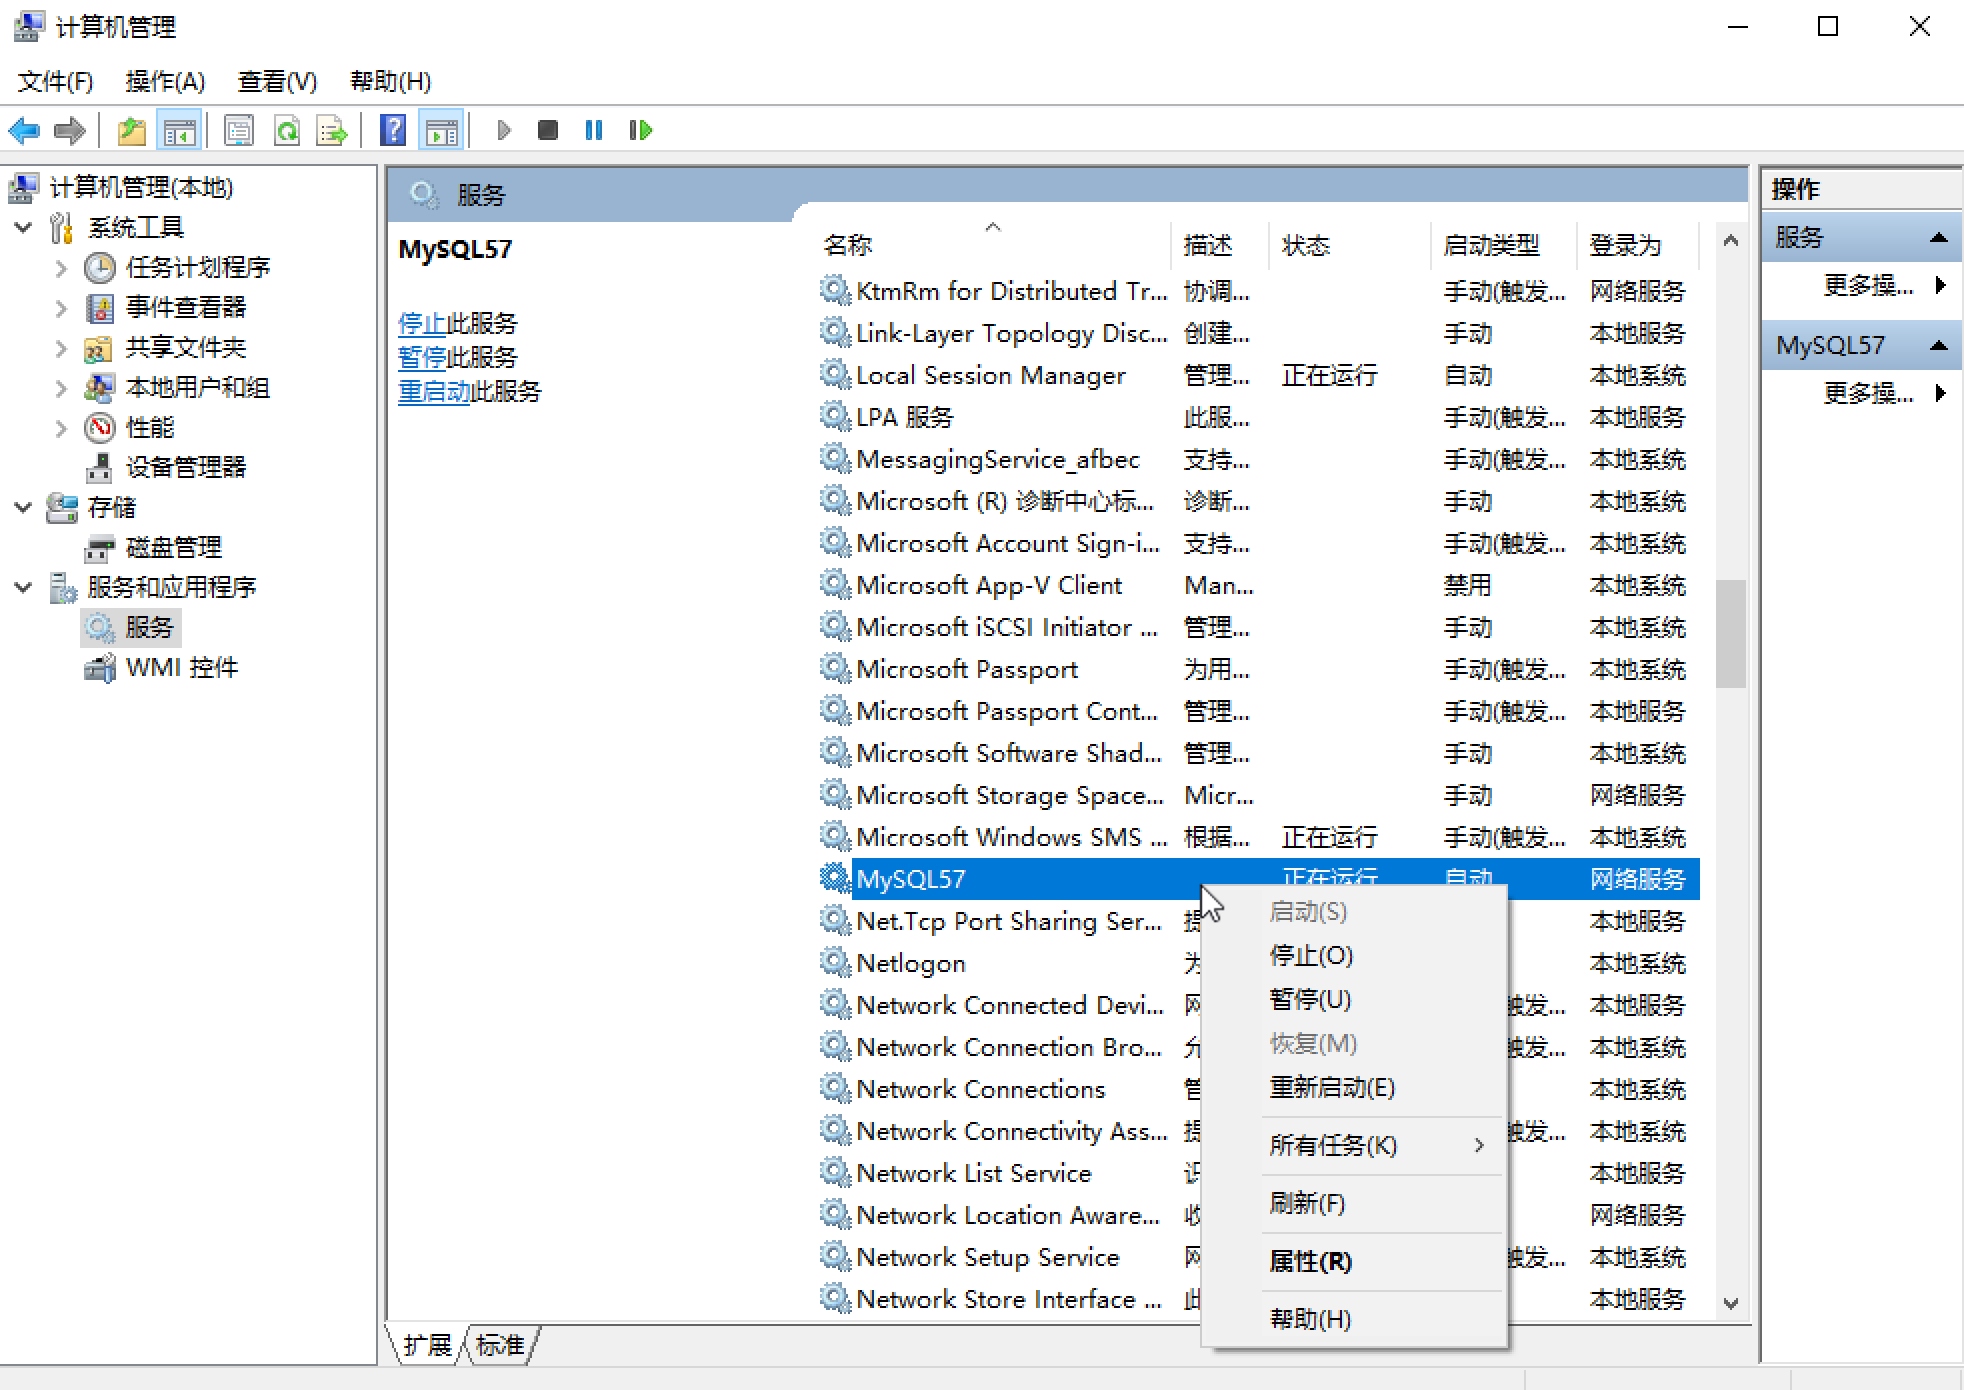 计算机管理
文件(F) 操作(A) 查看(V) 帮助(H)
计算机管理(本地)
系统工具
任务计划程序
事件查看器
共享文件夹
本地用户和组
性能
设备管理器
存储
磁盘管理
服务和应用程序
服务
WMI 控件
服务
MySQL57
停止此服务
暂停此服务
重启动此服务
名称 描述 状态 启动类型 登录为
KtmRm for Distributed Tr... 协调... 手动(触发... 网络服务
Link-Layer Topology Disc... 创建... 手动 本地服务
Local Session Manager 管理... 正在运行 自动 本地系统
LPA 服务 此服... 手动(触发... 本地服务
MessagingService_afbec 支持... 手动(触发... 本地系统
Microsoft (R) 诊断中心标... 诊断... 手动 本地系统
Microsoft Account Sign-i... 支持... 手动(触发... 本地系统
Microsoft App-V Client Man... 禁用 本地系统
Microsoft iSCSI Initiator ... 管理... 手动 本地系统
Microsoft Passport 为用... 手动(触发... 本地系统
Microsoft Passport Cont... 管理... 手动(触发... 本地服务
Microsoft Software Shad... 管理... 手动 本地系统
Microsoft Storage Space... Micr... 手动 网络服务
Microsoft Windows SMS ... 根据... 正在运行 手动(触发... 本地系统
MySQL57 正在运行 自动 网络服务
Net.Tcp Port Sharing Ser... 本地服务
Netlogon 本地系统
Network Connected Devi... 触发... 本地服务
Network Connection Bro... 触发... 本地系统
Network Connections 本地系统
Network Connectivity Ass... 触发... 本地系统
Network List Service 本地服务
Network Location Aware... 网络服务
Network Setup Service 触发... 本地系统
Network Store Interface ... 本地服务
启动(S)
停止(O)
暂停(U)
恢复(M)
重新启动(E)
所有任务(K)
刷新(F)
属性(R)
帮助(H)
扩展 标准
操作
服务
更多操...
MySQL57
更多操...